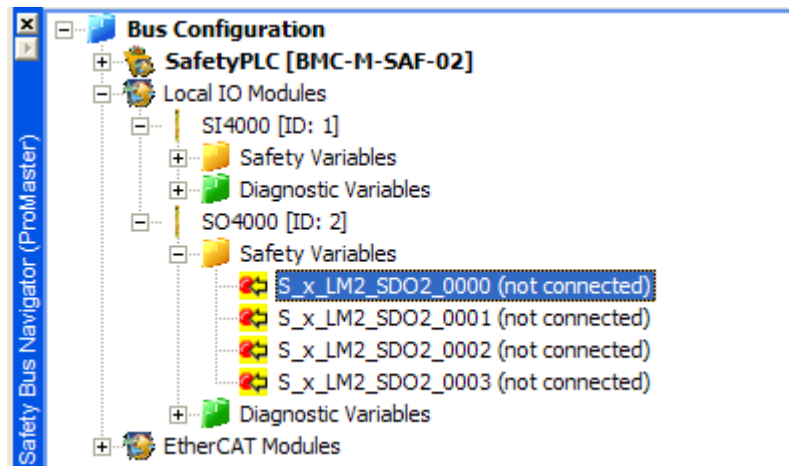 Safety Bus Navigator (ProMaster)
Bus Configuration
SafetyPLC [BMC-M-SAF-02]
Local IO Modules
SI4000 [ID: 1]
Safety Variables
Diagnostic Variables
SO4000 [ID: 2]
Safety Variables
S_x_LM2_SDO2_0000 (not connected)
S_x_LM2_SDO2_0001 (not connected)
S_x_LM2_SDO2_0002 (not connected)
S_x_LM2_SDO2_0003 (not connected)
Diagnostic Variables
EtherCAT Modules